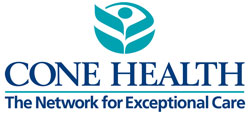 CONE HEALTH
The Network for Exceptional Care